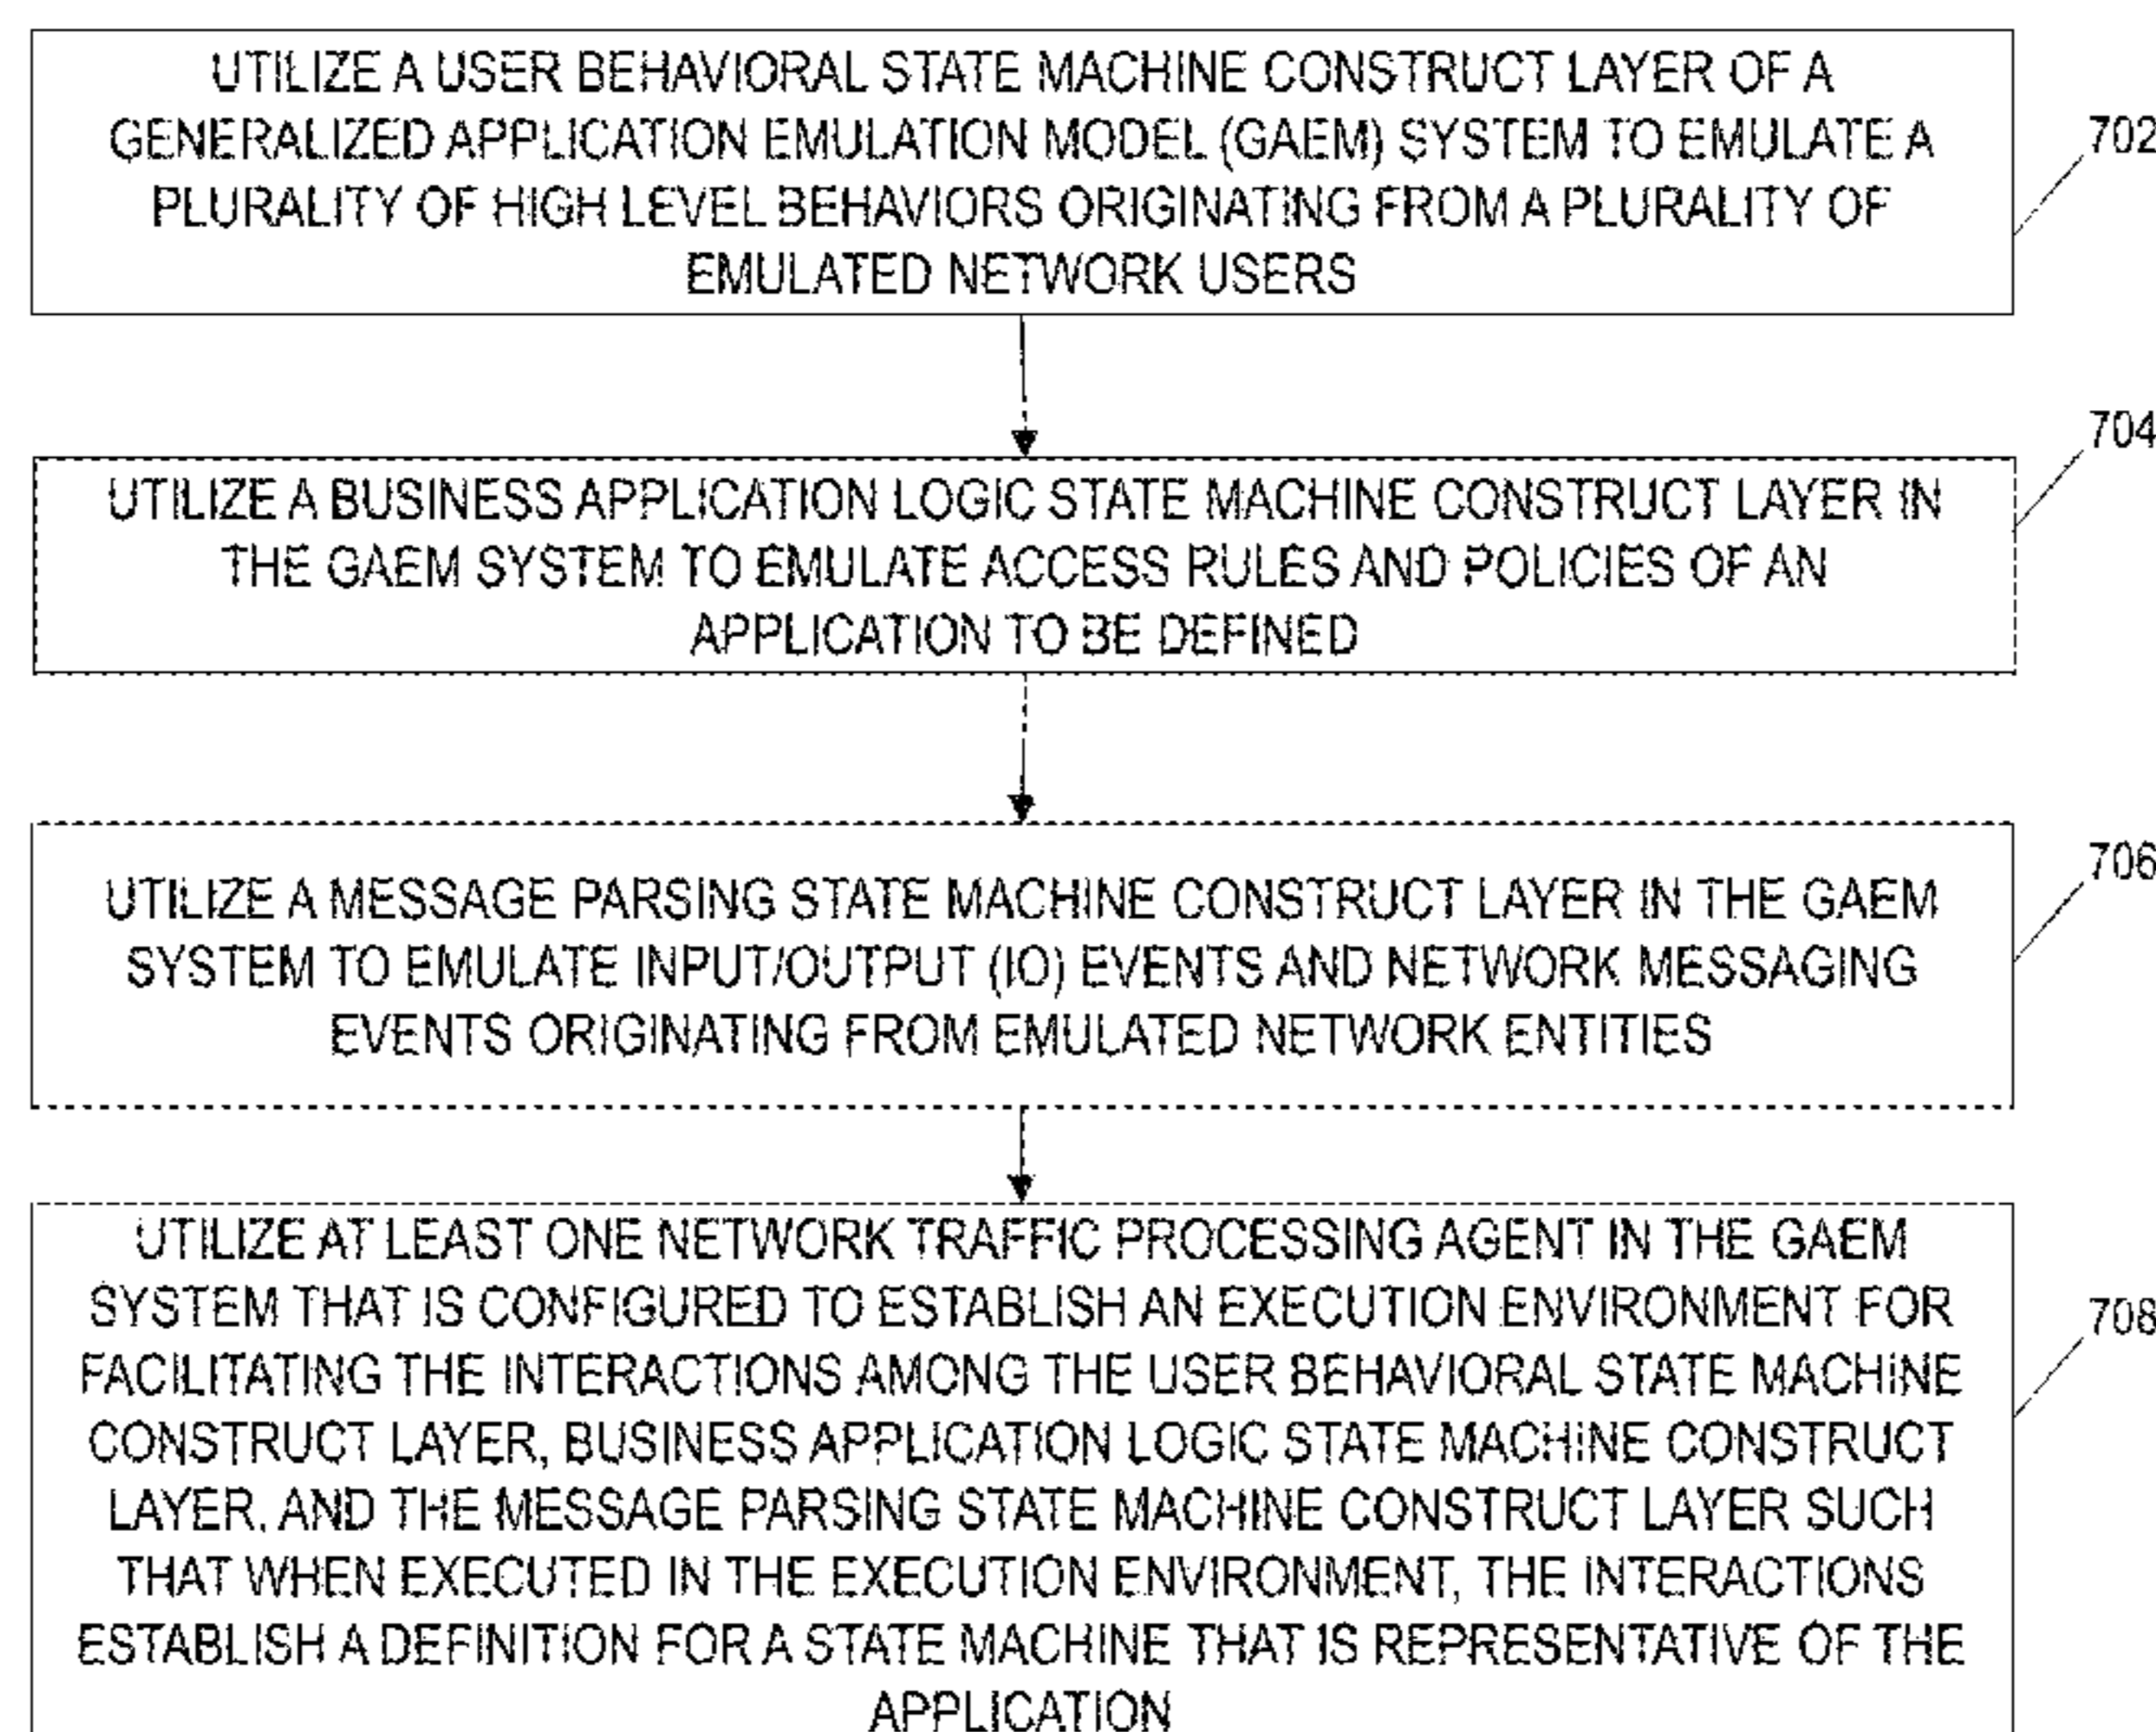 UTILIZE A USER BEHAVIORAL STATE MACHINE CONSTRUCT LAYER OF A
GENERALIZED APPLICATION EMULATION MODEL (GAEM) SYSTEM TO EMULATE A
PLURALITY OF HIGH LEVEL BEHAVIORS ORIGINATING FROM A PLURALITY OF
EMULATED NETWORK USERS
702
UTILIZE A BUSINESS APPLICATION LOGIC STATE MACHINE CONSTRUCT LAYER IN
THE GAEM SYSTEM TO EMULATE ACCESS RULES AND POLICIES OF AN
APPLICATION TO BE DEFINED
704
UTILIZE A MESSAGE PARSING STATE MACHINE CONSTRUCT LAYER IN THE GAEM
SYSTEM TO EMULATE INPUT/OUTPUT (IO) EVENTS AND NETWORK MESSAGING
EVENTS ORIGINATING FROM EMULATED NETWORK ENTITIES
706
UTILIZE AT LEAST ONE NETWORK TRAFFIC PROCESSING AGENT IN THE GAEM
SYSTEM THAT IS CONFIGURED TO ESTABLISH AN EXECUTION ENVIRONMENT FOR
FACILITATING THE INTERACTIONS AMONG THE USER BEHAVIORAL STATE MACHINE
CONSTRUCT LAYER, BUSINESS APPLICATION LOGIC STATE MACHINE CONSTRUCT
LAYER, AND THE MESSAGE PARSING STATE MACHINE CONSTRUCT LAYER SUCH
THAT WHEN EXECUTED IN THE EXECUTION ENVIRONMENT, THE INTERACTIONS
ESTABLISH A DEFINITION FOR A STATE MACHINE THAT IS REPRESENTATIVE OF THE
APPLICATION
708